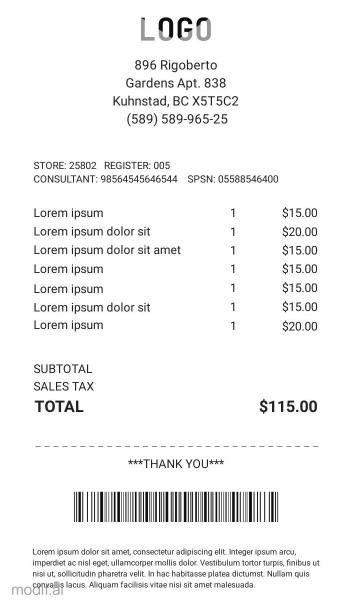 LOGO
896 Rigoberto
Gardens Apt. 838
Kuhnstad, BC X5T5C2
(589) 589-965-25
STORE: 25802 REGISTER: 005
CONSULTANT: 98564545646544 SPSN: 05588546400
Lorem ipsum 1 $15.00
Lorem ipsum dolor sit 1 $20.00
Lorem ipsum dolor sit amet 1 $15.00
Lorem ipsum 1 $15.00
Lorem ipsum 1 $15.00
Lorem ipsum dolor sit 1 $15.00
Lorem ipsum 1 $20.00
SUBTOTAL
SALES TAX
TOTAL $115.00
***THANK YOU***
Lorem ipsum dolor sit amet, consectetur adipiscing elit. Integer ipsum arcu,
imperdiet ac nisl eget, ullamcorper mollis dolor. Vestibulum tortor turpis, finibus ut
nisi ut, sollicitudin pharetra velit. In hac habitasse platea dictumst. Nullam quis
convallis lacus. Aliquam facilisis vitae nisi sit amet malesuada.
modif.ai